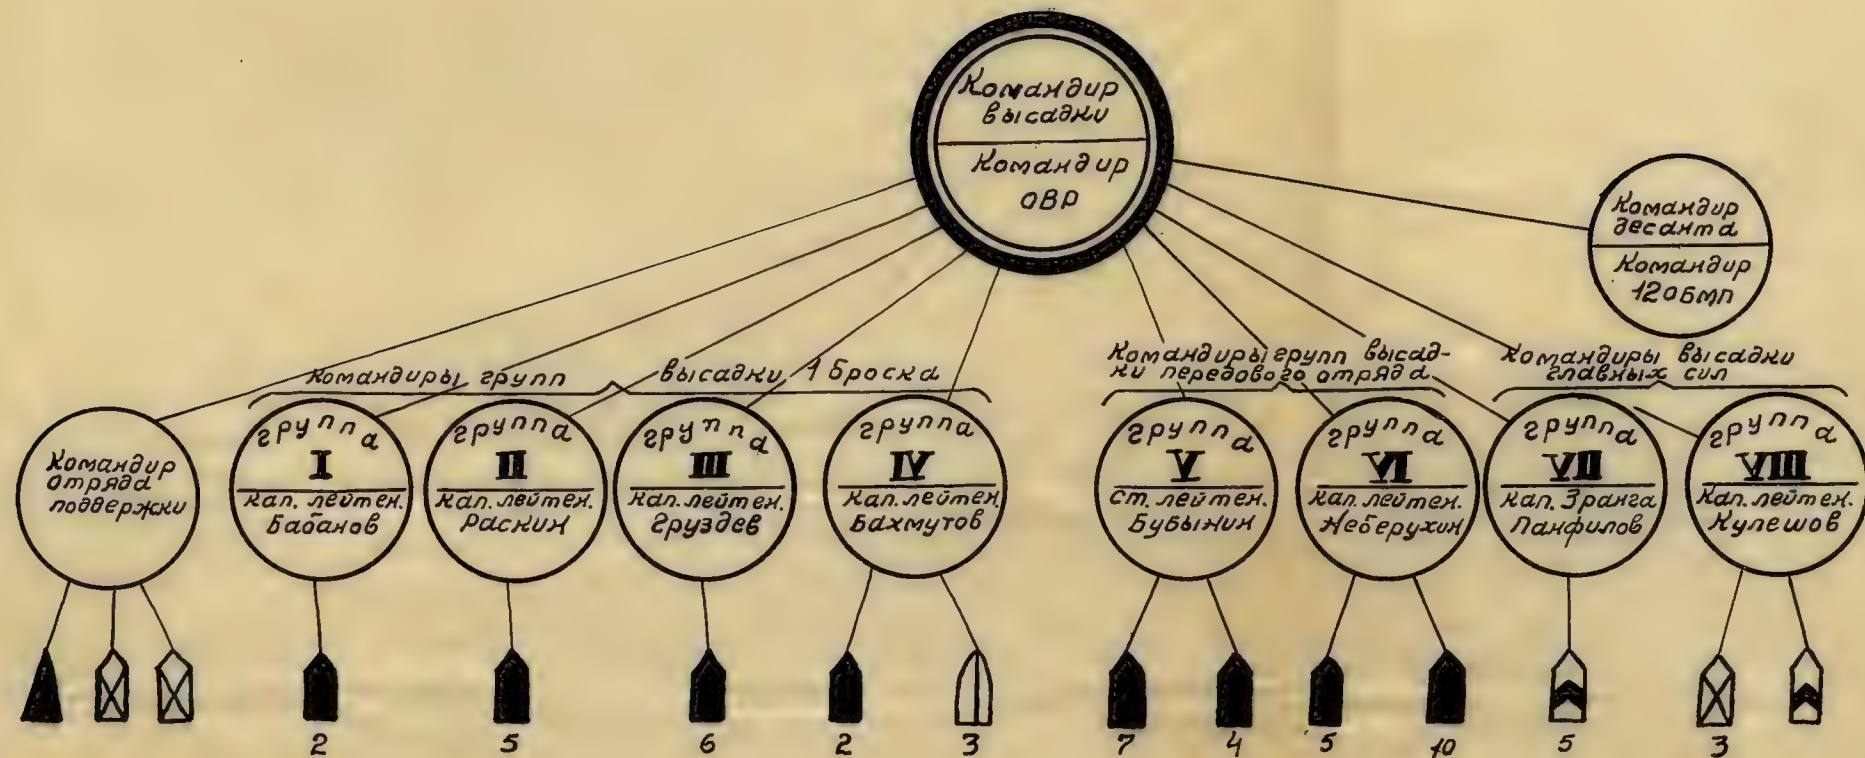 Командир
высадки
Командир
ОВР
Командир
десанта
Командир
12 обмп
Командиры групп высадки 1 броска
Командиры групп высад-
ки передового отряда
Командиры высадки
главных сил
Командир
отряда
поддержки
группа
I
Кап. лейтен.
Бабанов
группа
II
Кап. лейтен.
Раскин
группа
III
Кап. лейтен.
Груздев
группа
IV
Кап. лейтен.
Бахмутов
группа
V
Ст. лейтен.
Бубынин
группа
VI
Кап. лейтен.
Неберухин
группа
VII
Кап. 3 ранга
Панфилов
группа
VIII
Кап. лейтен.
Кулешов
2 5 6 2 3 7 4 5 10 5 3